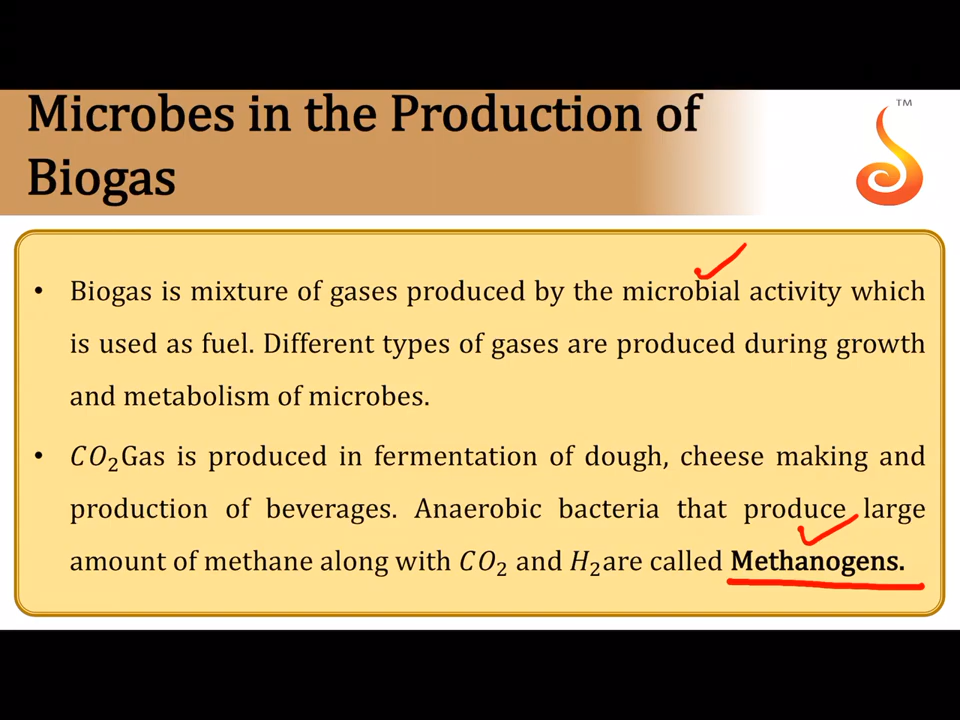 Microbes in the Production of
Biogas
TM
• Biogas is mixture of gases produced by the microbial activity which
is used as fuel. Different types of gases are produced during growth
and metabolism of microbes.
• CO₂Gas is produced in fermentation of dough, cheese making and
production of beverages. Anaerobic bacteria that produce large
amount of methane along with CO₂ and H₂are called Methanogens.